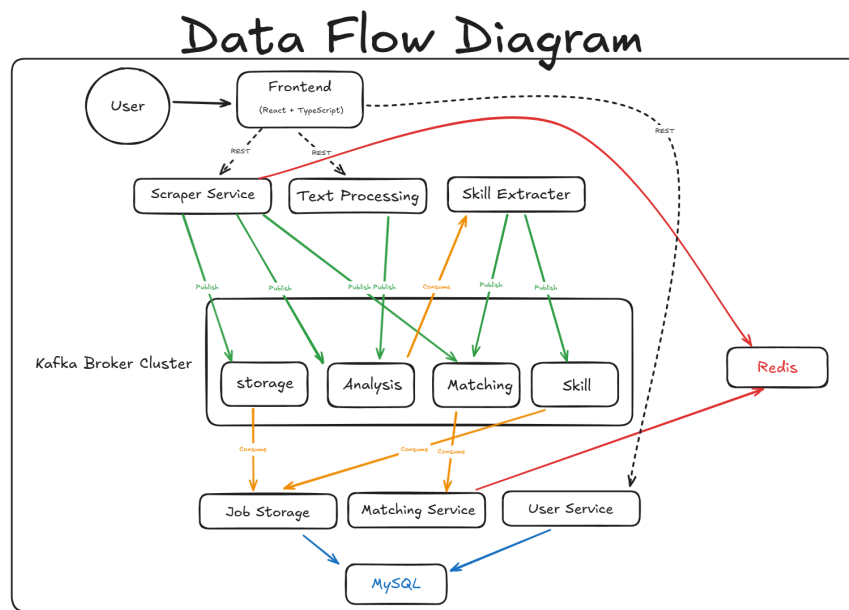 Data Flow Diagram
User
Frontend
(React + TypeScript)
REST
REST
REST
Scraper Service
Text Processing
Skill Extracter
Publish
Publish
Publish
Publish
Consume
Publish
Publish
Kafka Broker Cluster
storage
Analysis
Matching
Skill
Redis
Consume
Consume
Consume
Job Storage
Matching Service
User Service
MySQL